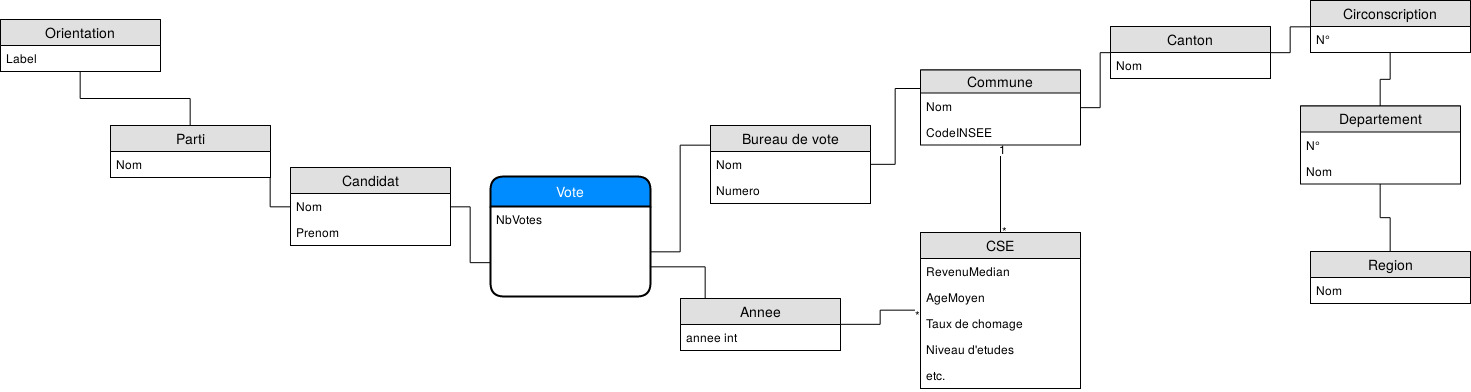 Orientation
Label
Parti
Nom
Candidat
Nom
Prenom
Vote
NbVotes
Bureau de vote
Nom
Numero
Annee
annee int
Commune
Nom
CodeINSEE
1
*
*
CSE
RevenuMedian
AgeMoyen
Taux de chomage
Niveau d'etudes
etc.
Canton
Nom
Circonscription
N°
Departement
N°
Nom
Region
Nom